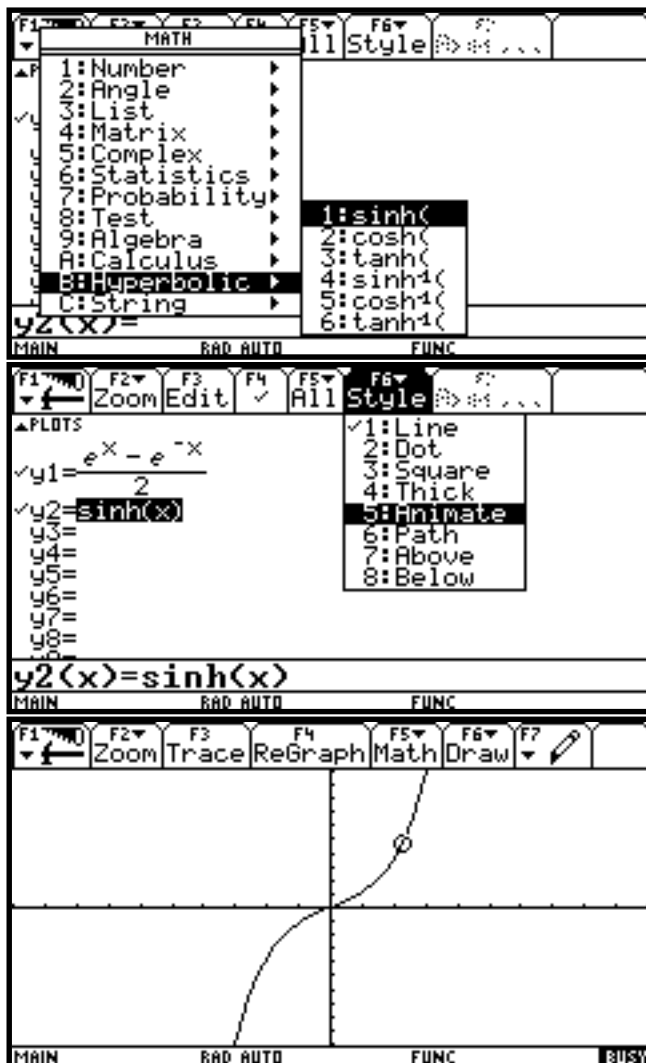 F1 F2 F3 F4 F5 F6
MATH
ll Style
1:Number
2:Angle
3:List
4:Matrix
5:Complex
6:Statistics
7:Probability
8:Test
9:Algebra
A:Calculus
B:Hyperbolic
C:String
1:sinh(
2:cosh(
3:tanh(
4:sinh⁻¹(
5:cosh⁻¹(
6:tanh⁻¹(
y2(x)=
MAIN RAD AUTO FUNC
F1 F2 F3 F4 F5 F6
Zoom Edit ✓ All Style
▲PLOTS
✓y1=(e^x - e^-x)/2
✓y2=sinh(x)
y3=
y4=
y5=
y6=
y7=
y8=
✓1:Line
2:Dot
3:Square
4:Thick
5:Animate
6:Path
7:Above
8:Below
y2(x)=sinh(x)
MAIN RAD AUTO FUNC
F1 F2 F3 F4 F5 F6 F7
Zoom Trace ReGraph Math Draw
MAIN RAD AUTO FUNC BUSY